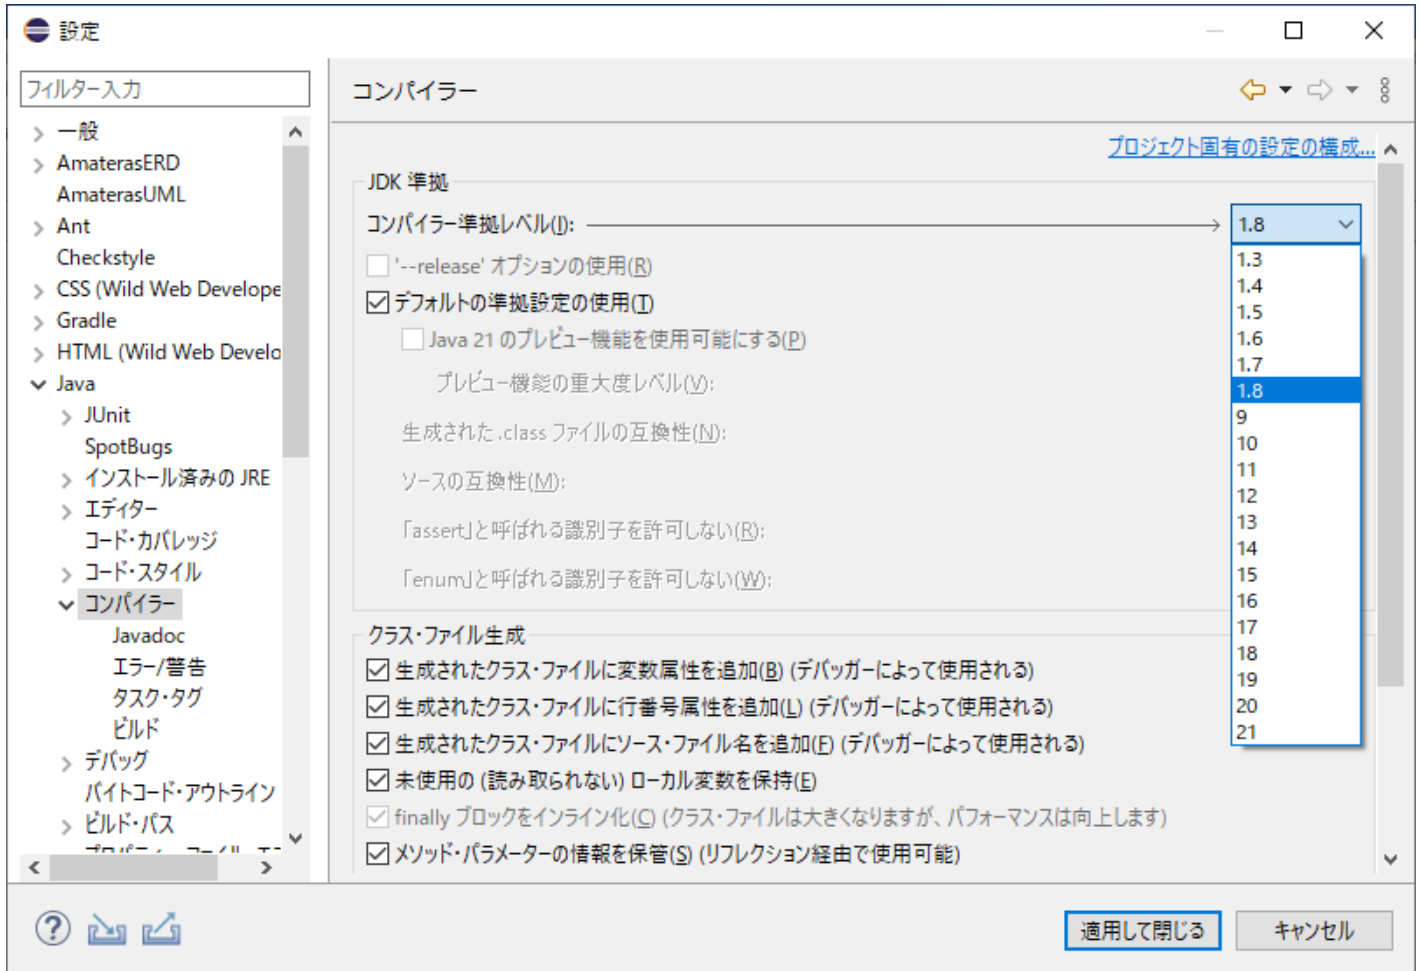 設定
フィルター入力
一般
AmaterasERD
AmaterasUML
Ant
Checkstyle
CSS (Wild Web Develope
Gradle
HTML (Wild Web Develo
Java
JUnit
SpotBugs
インストール済みの JRE
エディター
コード・カバレッジ
コード・スタイル
コンパイラー
Javadoc
エラー/警告
タスク・タグ
ビルド
デバッグ
バイトコード・アウトライン
ビルド・パス
コンパイラー
プロジェクト固有の設定の構成...
JDK 準拠
コンパイラー準拠レベル(I):
1.8
'--release' オプションの使用(R)
デフォルトの準拠設定の使用(T)
Java 21 のプレビュー機能を使用可能にする(P)
プレビュー機能の重大度レベル(V):
生成された .class ファイルの互換性(N):
ソースの互換性(M):
「assert」と呼ばれる識別子を許可しない(R):
「enum」と呼ばれる識別子を許可しない(W):
1.3
1.4
1.5
1.6
1.7
1.8
9
10
11
12
13
14
15
16
17
18
19
20
21
クラス・ファイル生成
生成されたクラス・ファイルに変数属性を追加(B) (デバッガーによって使用される)
生成されたクラス・ファイルに行番号属性を追加(L) (デバッガーによって使用される)
生成されたクラス・ファイルにソース・ファイル名を追加(F) (デバッガーによって使用される)
未使用の (読み取られない) ローカル変数を保持(E)
finally ブロックをインライン化(C) (クラス・ファイルは大きくなりますが、パフォーマンスは向上します)
メソッド・パラメーターの情報を保管(S) (リフレクション経由で使用可能)
適用して閉じる
キャンセル